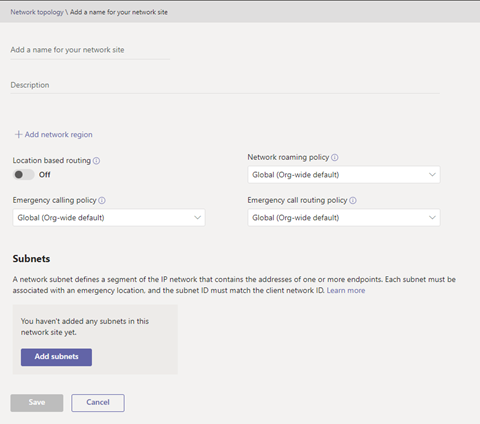 Network topology \ Add a name for your network site
Add a name for your network site
Description
+ Add network region
Location based routing
Off
Network roaming policy
Global (Org-wide default)
Emergency calling policy
Global (Org-wide default)
Emergency call routing policy
Global (Org-wide default)
Subnets
A network subnet defines a segment of the IP network that contains the addresses of one or more endpoints. Each subnet must be
associated with an emergency location, and the subnet ID must match the client network ID. Learn more
You haven't added any subnets in this
network site yet.
Add subnets
Save
Cancel